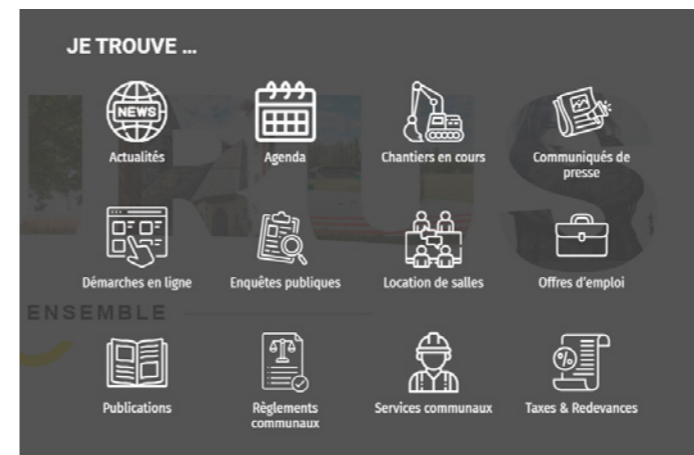 JE TROUVE ...
NEWS
Actualités
Agenda
Chantiers en cours
Communiqués de
presse
Démarches en ligne
Enquêtes publiques
Location de salles
Offres d'emploi
ENSEMBLE
Publications
Règlements
communaux
Services communaux
Taxes & Redevances
%